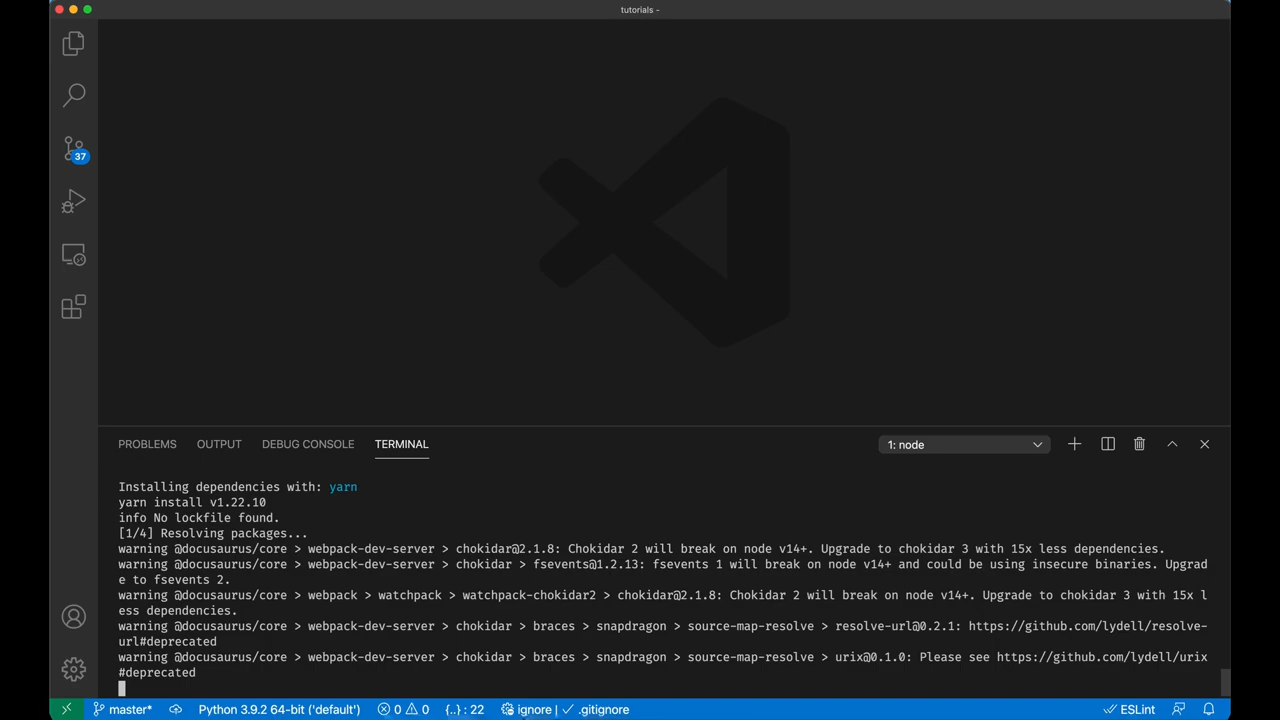 tutorials -
37
PROBLEMS OUTPUT DEBUG CONSOLE TERMINAL 1: node
Installing dependencies with: yarn
yarn install v1.22.10
info No lockfile found.
[1/4] Resolving packages...
warning @docusaurus/core > webpack-dev-server > chokidar@2.1.8: Chokidar 2 will break on node v14+. Upgrade to chokidar 3 with 15x less dependencies.
warning @docusaurus/core > webpack-dev-server > chokidar > fsevents@1.2.13: fsevents 1 will break on node v14+ and could be using insecure binaries. Upgrad
e to fsevents 2.
warning @docusaurus/core > webpack > watchpack > watchpack-chokidar2 > chokidar@2.1.8: Chokidar 2 will break on node v14+. Upgrade to chokidar 3 with 15x l
ess dependencies.
warning @docusaurus/core > webpack-dev-server > chokidar > braces > snapdragon > source-map-resolve > resolve-url@0.2.1: https://github.com/lydell/resolve-
url#deprecated
warning @docusaurus/core > webpack-dev-server > chokidar > braces > snapdragon > source-map-resolve > urix@0.1.0: Please see https://github.com/lydell/urix
#deprecated
master* Python 3.9.2 64-bit ('default') 0 0 {..} : 22 ignore | ✓ .gitignore ESLint